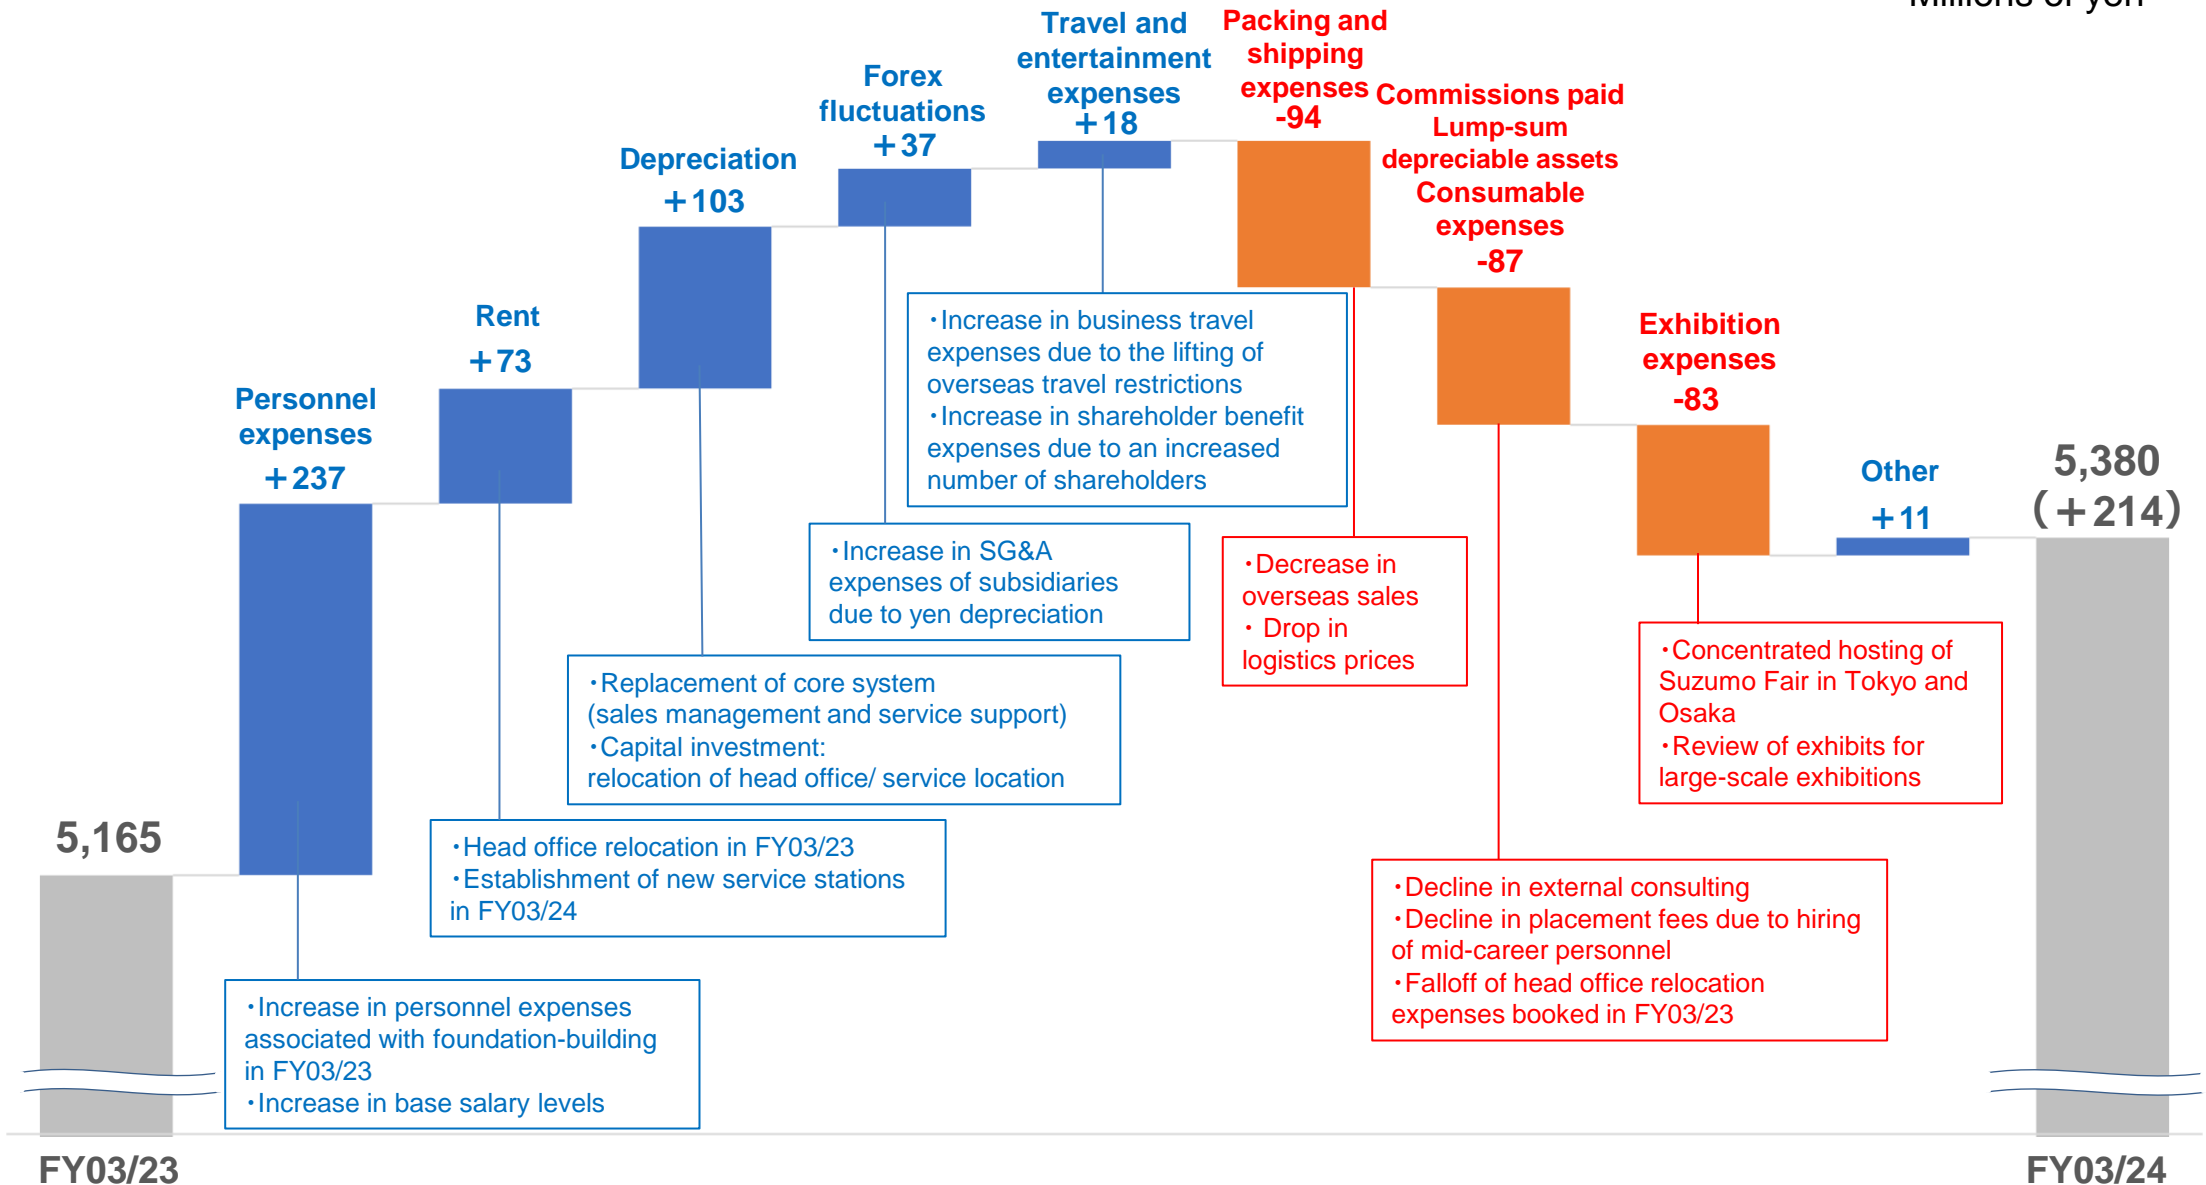 Millions of yen
Travel and
entertainment
expenses
+18
Packing and
shipping
expenses
-94
Forex
fluctuations
+37
Commissions paid
Lump-sum
depreciable assets
Consumable
expenses
-87
Depreciation
+103
Rent
+73
Exhibition
expenses
-83
Personnel
expenses
+237
Other
+11
5,380
(+214)
5,165
・Increase in business travel
expenses due to the lifting of
overseas travel restrictions
・Increase in shareholder benefit
expenses due to an increased
number of shareholders
・Increase in SG&A
expenses of subsidiaries
due to yen depreciation
・Decrease in
overseas sales
・ Drop in
logistics prices
・Replacement of core system
(sales management and service support)
・Capital investment:
relocation of head office/ service location
・Concentrated hosting of
Suzumo Fair in Tokyo and
Osaka
・Review of exhibits for
large-scale exhibitions
・Head office relocation in FY03/23
・Establishment of new service stations
in FY03/24
・Decline in external consulting
・Decline in placement fees due to hiring
of mid-career personnel
・Falloff of head office relocation
expenses booked in FY03/23
・Increase in personnel expenses
associated with foundation-building
in FY03/23
・Increase in base salary levels
FY03/23
FY03/24